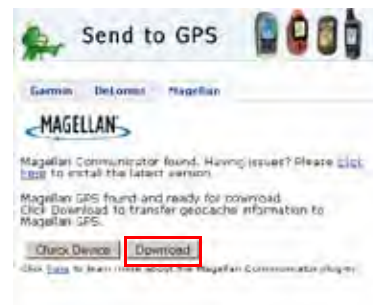 Send to GPS
Garmin DeLorme Magellan
MAGELLAN
Magellan Communicator found. Having issues? Please click
here to install the latest version
Magellan GPS found and ready for download.
Click Download to transfer geocache information to
Magellan GPS.
Check Device Download
Click here to learn more about the Magellan Communicator plug-in